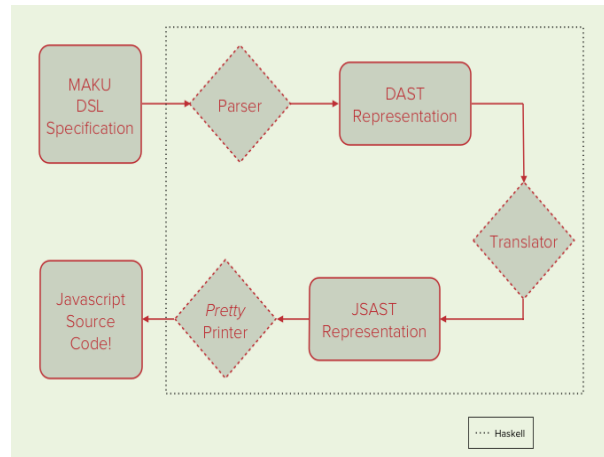 MAKU
DSL
Specification
Parser
DAST
Representation
Translator
JSAST
Representation
Pretty
Printer
Javascript
Source
Code!
Haskell